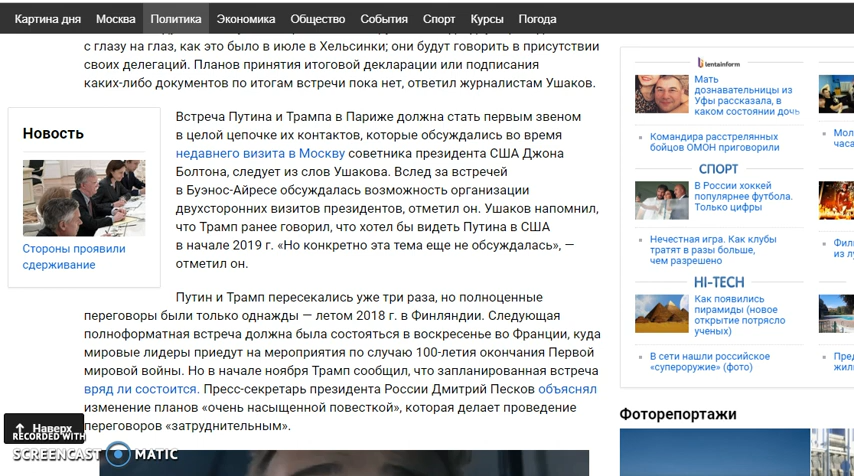 Картина дня Москва Политика Экономика Общество События Спорт Курсы Погода
с глазу на глаз, как это было в июле в Хельсинки; они будут говорить в присутствии
своих делегаций. Планов принятия итоговой декларации или подписания
каких-либо документов по итогам встречи пока нет, ответил журналистам Ушаков.
Новость
Стороны проявили
сдерживание
Встреча Путина и Трампа в Париже должна стать первым звеном
в целой цепочке их контактов, которые обсуждались во время
недавнего визита в Москву советника президента США Джона
Болтона, следует из слов Ушакова. Вслед за встречей
в Буэнос-Айресе обсуждалась возможность организации
двухсторонних визитов президентов, отметил он. Ушаков напомнил,
что Трамп ранее говорил, что хотел бы видеть Путина в США
в начале 2019 г. «Но конкретно эта тема еще не обсуждалась», —
отметил он.
Путин и Трамп пересекались уже три раза, но полноценные
переговоры были только однажды — летом 2018 г. в Финляндии. Следующая
полноформатная встреча должна была состояться в воскресенье во Франции, куда
мировые лидеры приедут на мероприятия по случаю 100-летия окончания Первой
мировой войны. Но в начале ноября Трамп сообщил, что запланированная встреча
вряд ли состоится. Пресс-секретарь президента России Дмитрий Песков объяснял
изменение планов «очень насыщенной повесткой», которая делает проведение
переговоров «затруднительным».
Наверх
RECORDED WITH
SCREENCAST MATIC
lentainform
Мать
дознавательницы из
Уфы рассказала, в
каком состоянии дочь
Командира расстрелянных
бойцов ОМОН приговорили
СПОРТ
В России хоккей
популярнее футбола.
Только цифры
Нечестная игра. Как клубы
тратят в разы больше,
чем разрешено
HI-TECH
Как появились
пирамиды (новое
открытие потрясло
ученых)
В сети нашли российское
«супероружие» (фото)
Фоторепортажи